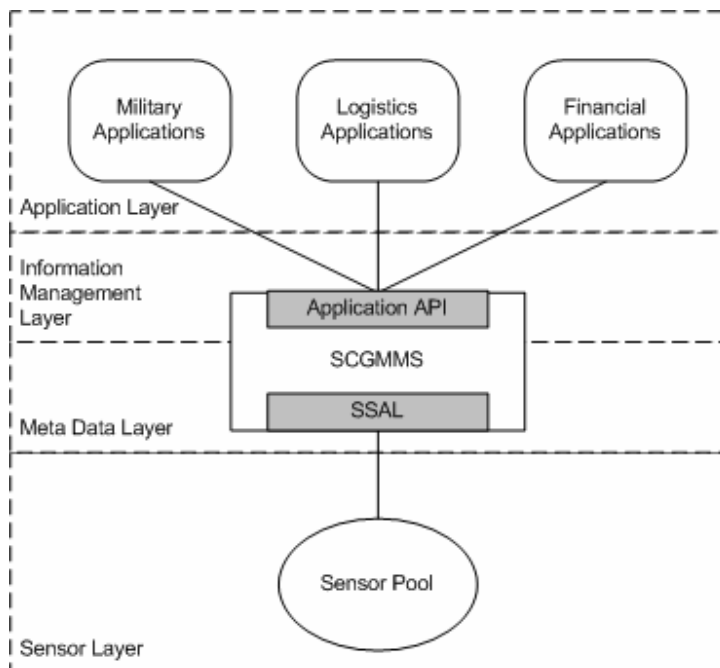 Military
Applications
Logistics
Applications
Financial
Applications
Application Layer
Information
Management
Layer
Application API
SCGMMS
SSAL
Meta Data Layer
Sensor Pool
Sensor Layer